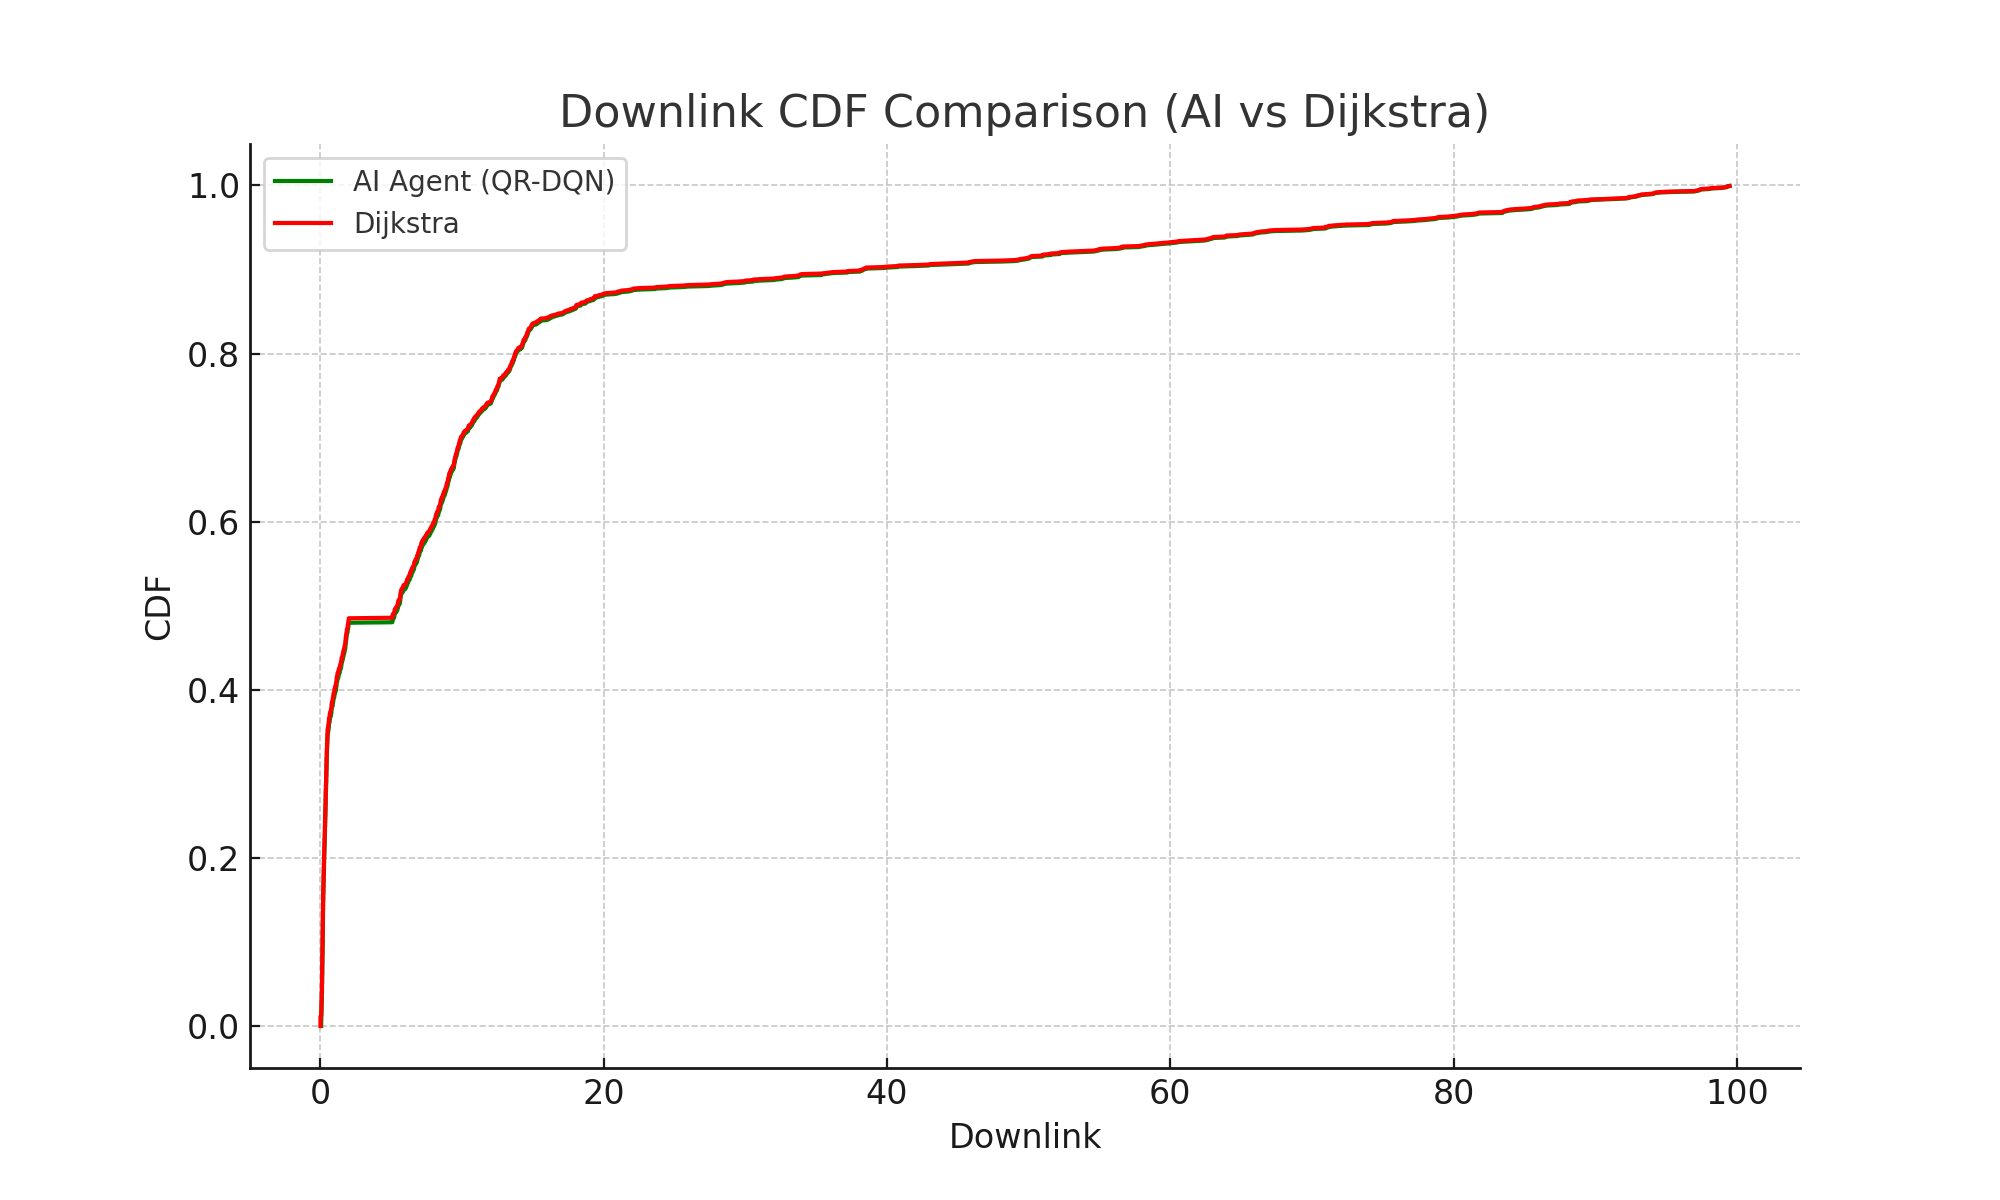 Downlink CDF Comparison (AI vs Dijkstra)
AI Agent (QR-DQN)
Dijkstra
1.0
0.8
0.6
0.4
0.2
0.0
CDF
0 20 40 60 80 100
Downlink